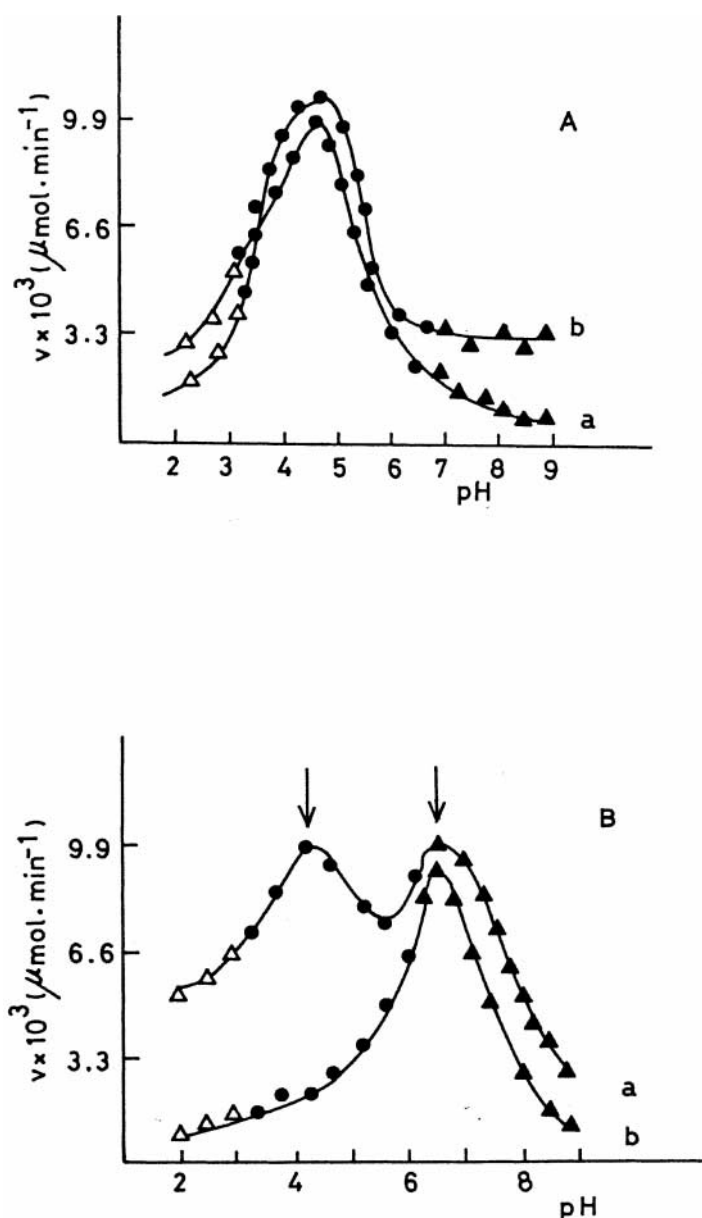 A
v × 10³ (μmol·min⁻¹)
9.9
6.6
3.3
b
a
2 3 4 5 6 7 8 9
pH
B
v × 10³ (μmol·min⁻¹)
9.9
6.6
3.3
a
b
2 4 6 8
pH